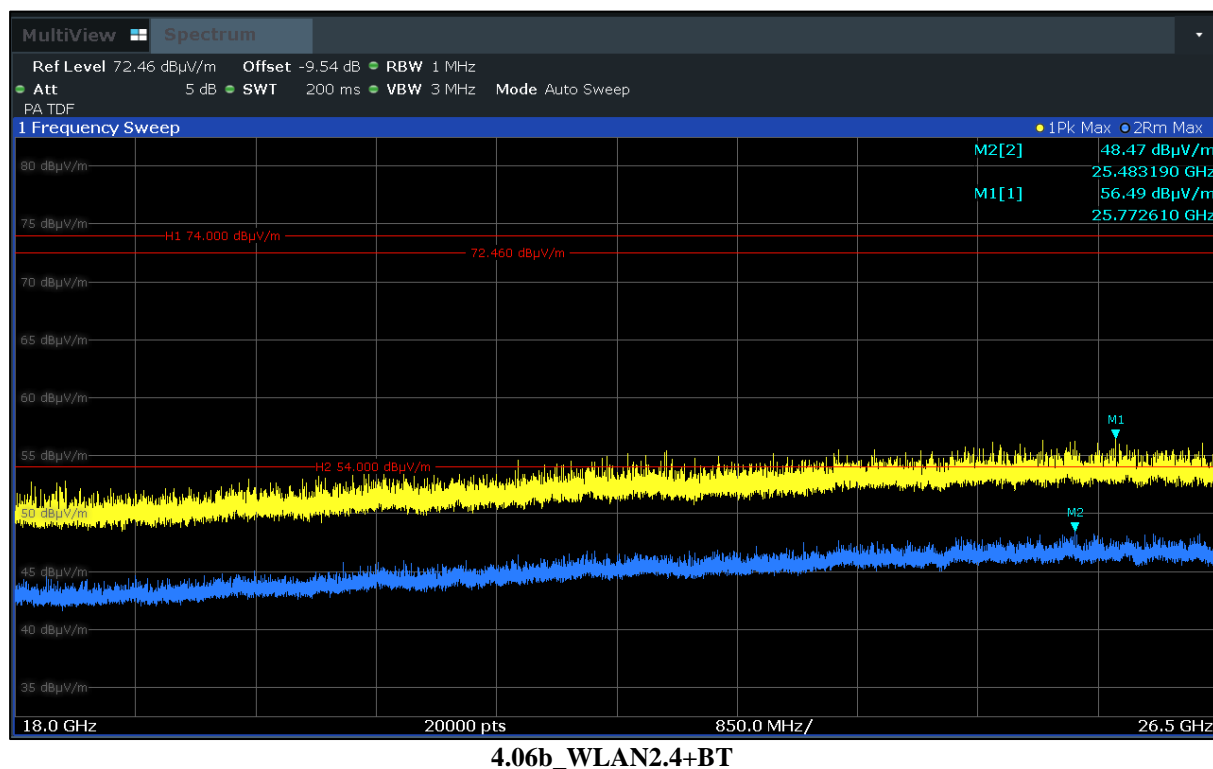 MultiView Spectrum
Ref Level 72.46 dBµV/m Offset -9.54 dB RBW 1 MHz
Att 5 dB SWT 200 ms VBW 3 MHz Mode Auto Sweep
PA TDF
1 Frequency Sweep 1Pk Max 2Rm Max
M2[2] 48.47 dBµV/m
25.483190 GHz
M1[1] 56.49 dBµV/m
25.772610 GHz
80 dBµV/m
75 dBµV/m
H1 74.000 dBµV/m
72.460 dBµV/m
70 dBµV/m
65 dBµV/m
60 dBµV/m
M1
55 dBµV/m
H2 54.000 dBµV/m
50 dBµV/m
M2
45 dBµV/m
40 dBµV/m
35 dBµV/m
18.0 GHz 20000 pts 850.0 MHz/ 26.5 GHz
4.06b_WLAN2.4+BT